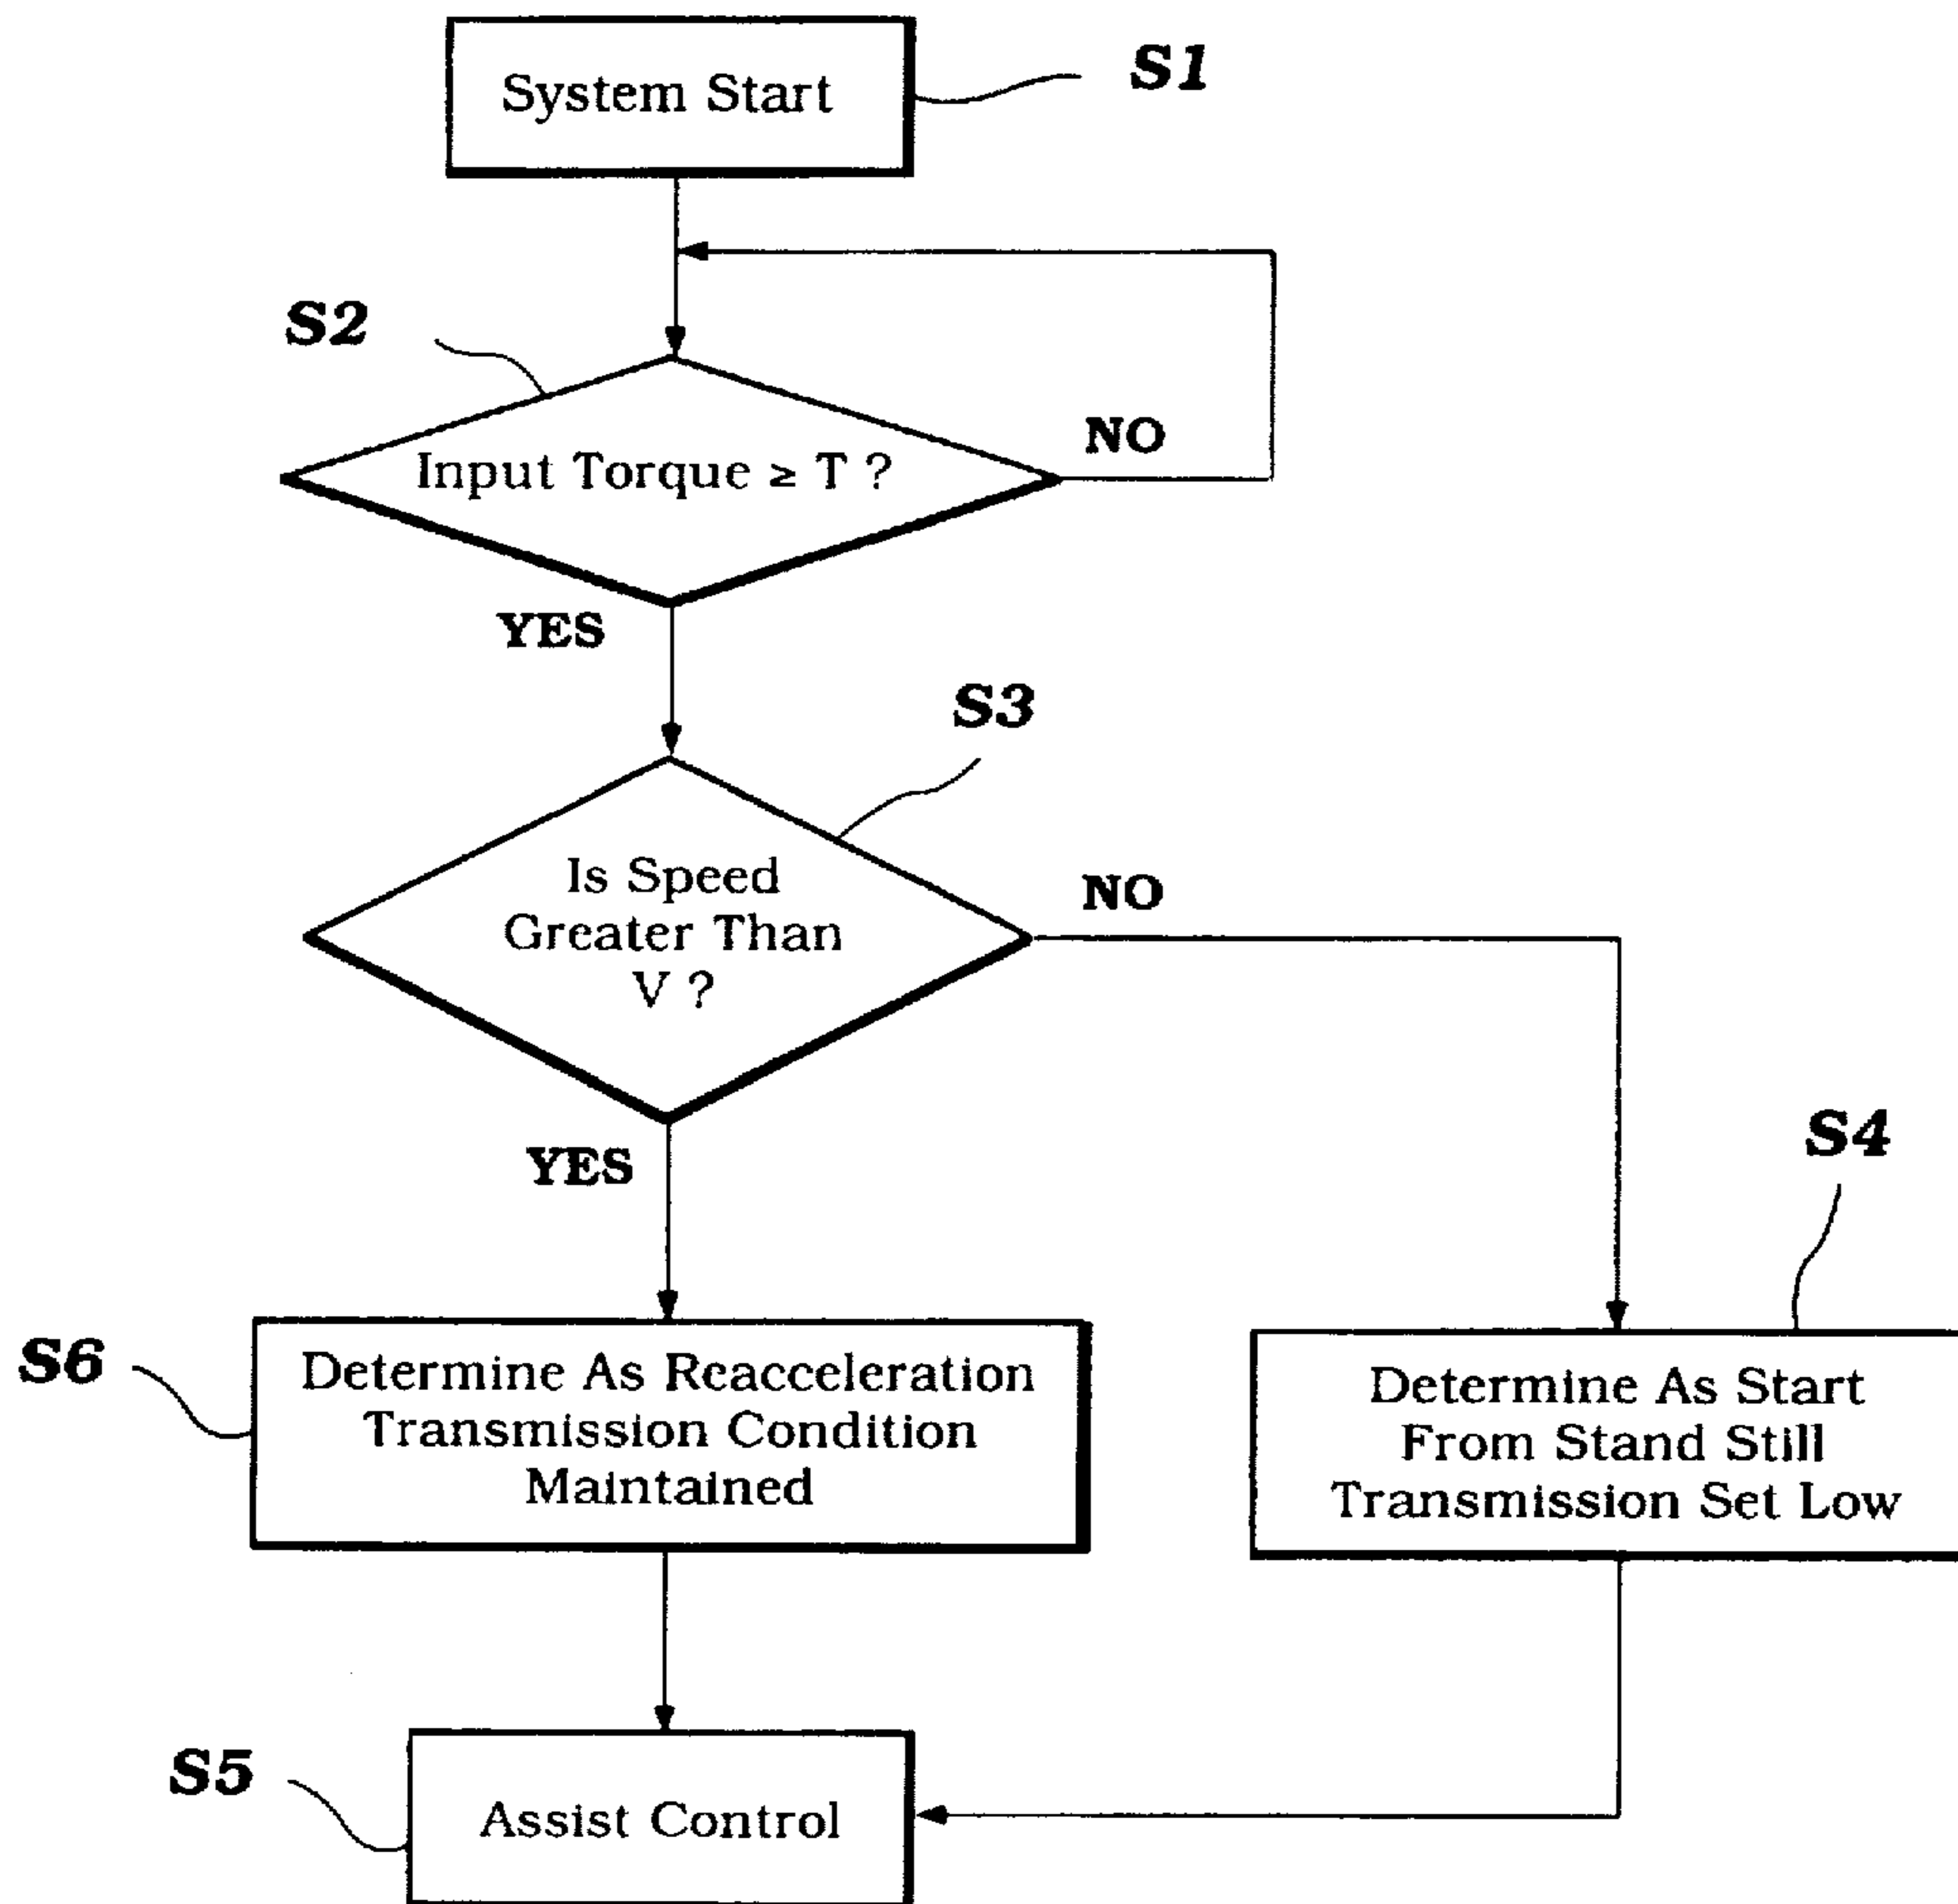 System Start
S1
S2
Input Torque ≥ T ?
NO
YES
S3
Is Speed
Greater Than
V ?
NO
YES
S4
S6
Determine As Reacceleration
Transmission Condition
Maintained
Determine As Start
From Stand Still
Transmission Set Low
S5
Assist Control